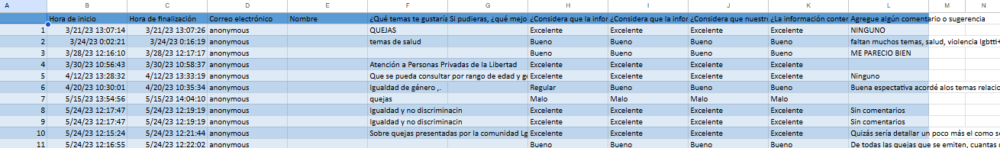 A B C D E F G H I J K L M N
Hora de inicio Hora de finalización Correo electrónico Nombre ¿Qué temas te gustaría Si pudieras, ¿qué mejo ¿Considera que la infor ¿Considera que la infor ¿Considera que nuestro ¿La información conten Agregue algún comentario o sugerencia
1 3/21/23 13:07:14 3/21/23 13:07:26 anonymous QUEJAS Excelente Excelente Excelente Excelente NINGUNO
2 3/24/23 0:02:21 3/24/23 0:16:19 anonymous temas de salud Bueno Bueno Bueno Bueno faltan muchos temas, salud, violencia lgbtti+
3 3/28/23 12:16:10 3/28/23 12:17:17 anonymous Bueno Bueno Bueno Bueno ME PARECIO BIEN
4 3/30/23 10:56:43 3/30/23 10:58:37 anonymous Atención a Personas Privadas de la Libertad Excelente Excelente Excelente Excelente
5 4/12/23 13:28:32 4/12/23 13:33:19 anonymous Que se pueda consultar por rango de edad y ge Excelente Excelente Excelente Excelente Ninguno
6 4/20/23 10:30:01 4/20/23 10:35:34 anonymous Igualdad de género ,. Regular Bueno Bueno Bueno Buena espectativa acordé alos temas relacio
7 5/15/23 13:54:56 5/15/23 14:04:10 anonymous quejas Malo Malo Malo Malo
8 5/24/23 12:17:47 5/24/23 12:19:19 anonymous Igualdad y no discriminacin Excelente Excelente Excelente Excelente Sin comentarios
9 5/24/23 12:17:47 5/24/23 12:19:19 anonymous Igualdad y no discriminacin Excelente Excelente Excelente Excelente Sin comentarios
10 5/24/23 12:15:24 5/24/23 12:21:44 anonymous Sobre quejas presentadas por la comunidad Lg Excelente Excelente Excelente Excelente Quizás sería detallar un poco más el como se
11 5/24/23 12:16:55 5/24/23 12:22:02 anonymous Bueno Bueno Bueno Bueno De todas las quejas que se emiten, cuantas